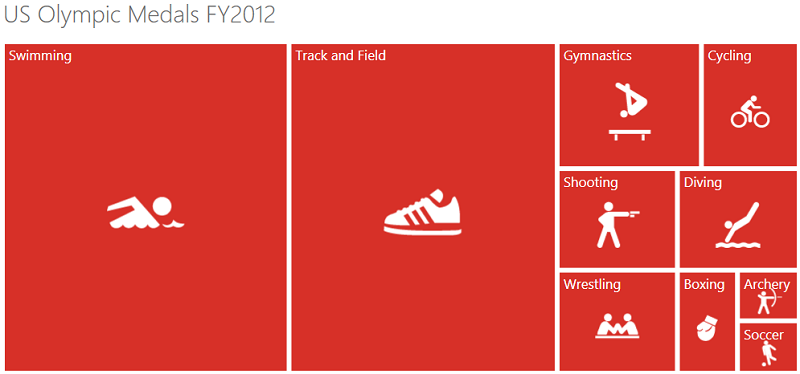 US Olympic Medals FY2012
Swimming
Track and Field
Gymnastics
Cycling
Shooting
Diving
Wrestling
Boxing
Archery
Soccer